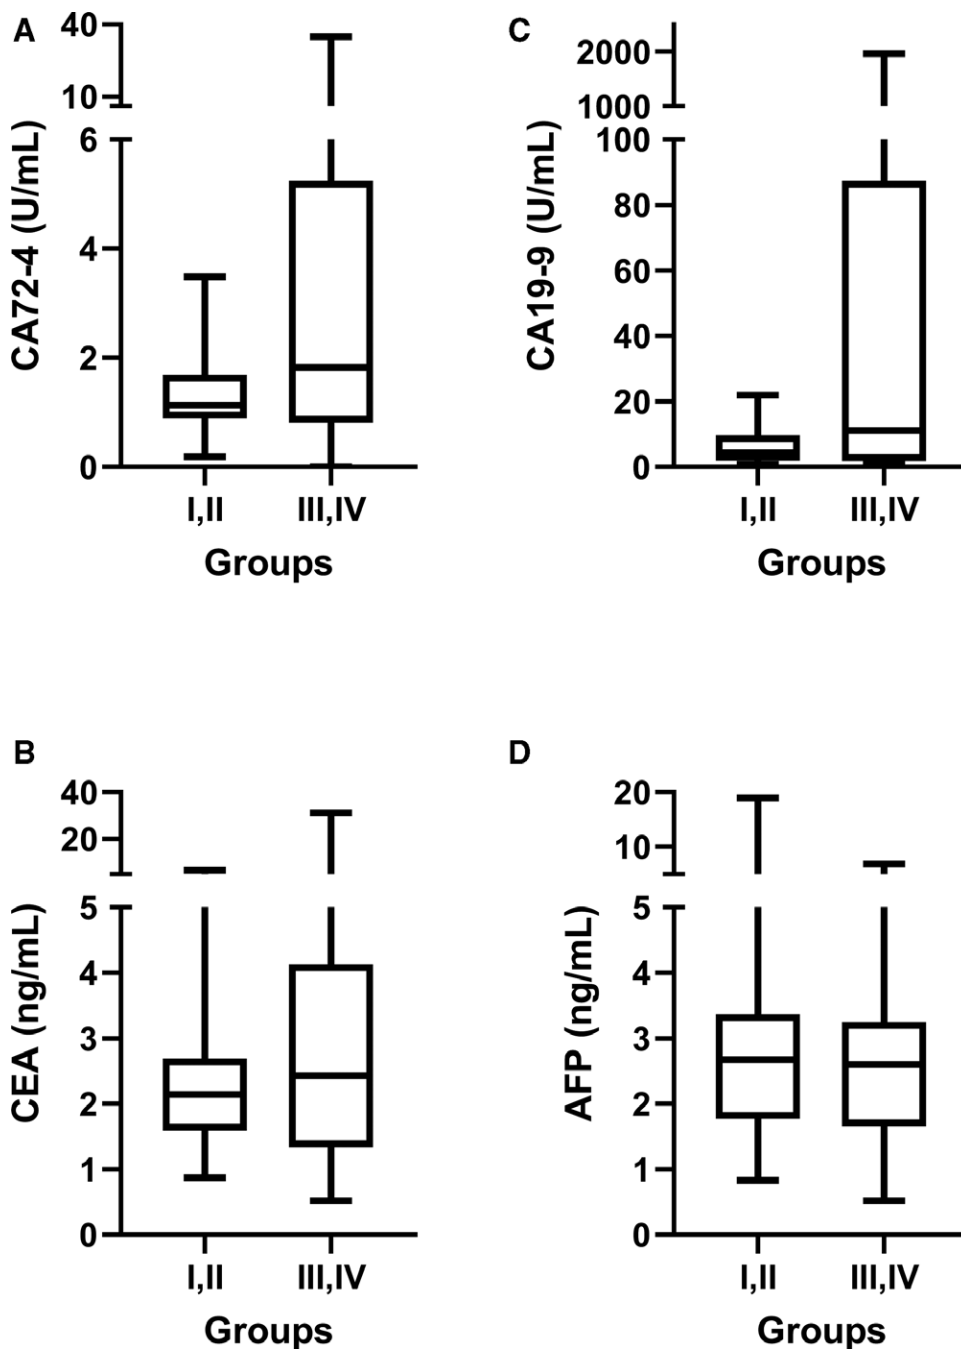 A
40
10
6
4
2
0
CA72-4 (U/mL)
I,II
III,IV
Groups
C
2000
1000
100
80
60
40
20
0
CA19-9 (U/mL)
I,II
III,IV
Groups
B
40
20
5
4
3
2
1
0
CEA (ng/mL)
I,II
III,IV
Groups
D
20
10
5
4
3
2
1
0
AFP (ng/mL)
I,II
III,IV
Groups